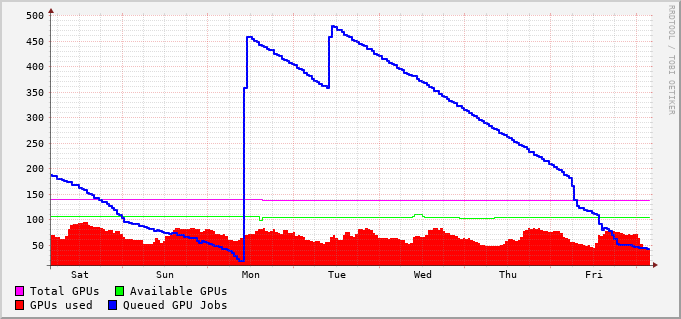 500
450
400
350
300
250
200
150
100
50
Sat Sun Mon Tue Wed Thu Fri
Total GPUs Available GPUs
GPUs used Queued GPU Jobs
RRDTOOL / TOBI OETIKER